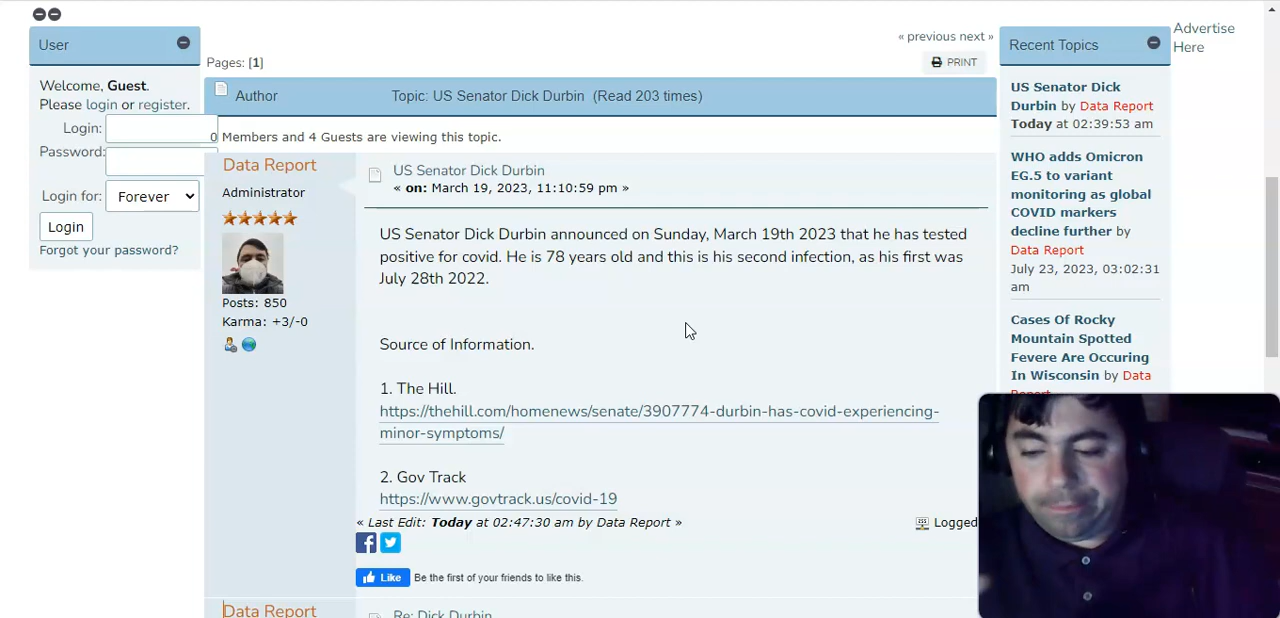 User
Welcome, Guest.
Please login or register.
Login:
Password:
Login for: Forever
Login
Forgot your password?
« previous next »
Pages: [1]
PRINT
Author Topic: US Senator Dick Durbin (Read 203 times)
0 Members and 4 Guests are viewing this topic.
Data Report
Administrator
Posts: 850
Karma: +3/-0
US Senator Dick Durbin
« on: March 19, 2023, 11:10:59 pm »
US Senator Dick Durbin announced on Sunday, March 19th 2023 that he has tested
positive for covid. He is 78 years old and this is his second infection, as his first was
July 28th 2022.
Source of Information.
1. The Hill.
https://thehill.com/homenews/senate/3907774-durbin-has-covid-experiencing-
minor-symptoms/
2. Gov Track
https://www.govtrack.us/covid-19
« Last Edit: Today at 02:47:30 am by Data Report »
Logged
Like Be the first of your friends to like this.
Data Report
Re: Dick Durbin
Recent Topics
US Senator Dick
Durbin by Data Report
Today at 02:39:53 am
WHO adds Omicron
EG.5 to variant
monitoring as global
COVID markers
decline further by
Data Report
July 23, 2023, 03:02:31
am
Cases Of Rocky
Mountain Spotted
Fevere Are Occuring
In Wisconsin by Data
Report
Advertise
Here